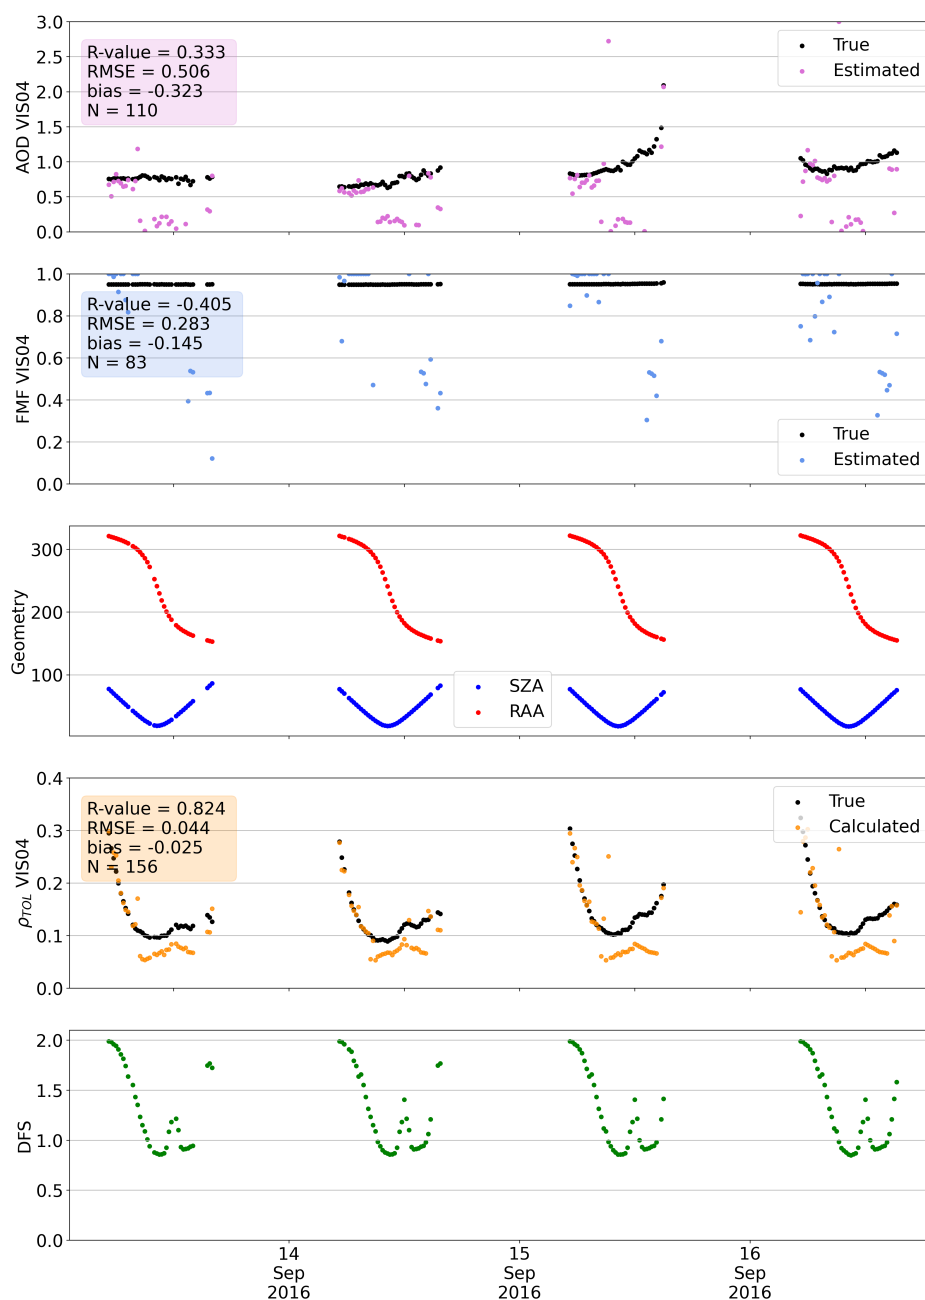 AOD VIS04
3.0
2.5
2.0
1.5
1.0
0.5
0.0
R-value = 0.333
RMSE = 0.506
bias = -0.323
N = 110
True
Estimated
FMF VIS04
1.0
0.8
0.6
0.4
0.2
0.0
R-value = -0.405
RMSE = 0.283
bias = -0.145
N = 83
True
Estimated
Geometry
300
200
100
SZA
RAA
ρTOL VIS04
0.4
0.3
0.2
0.1
0.0
R-value = 0.824
RMSE = 0.044
bias = -0.025
N = 156
True
Calculated
DFS
2.0
1.5
1.0
0.5
0.0
14
Sep
2016
15
Sep
2016
16
Sep
2016